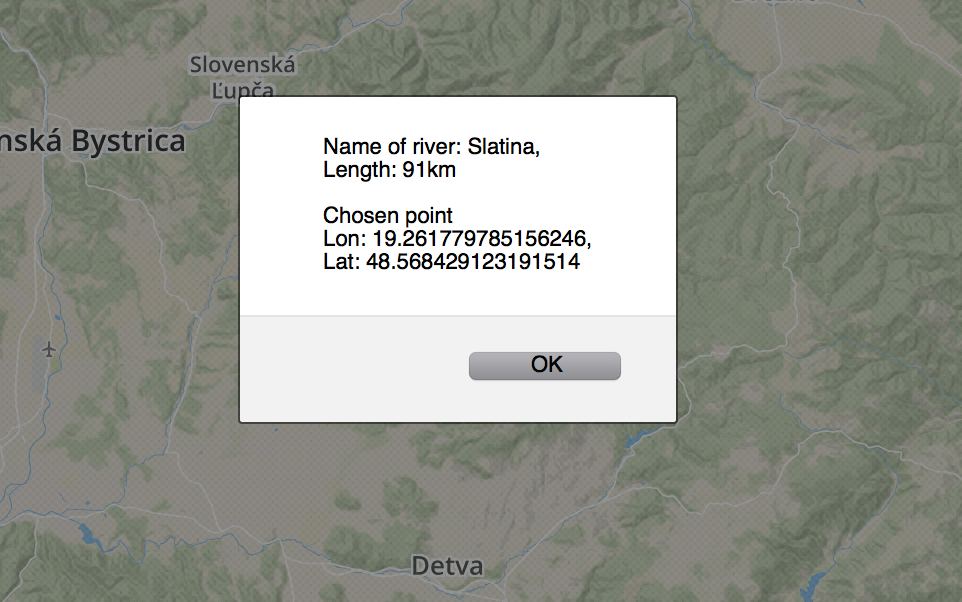 Slovenská
Ľupča
nská Bystrica
Name of river: Slatina,
Length: 91km
Chosen point
Lon: 19.261779785156246,
Lat: 48.568429123191514
OK
Detva